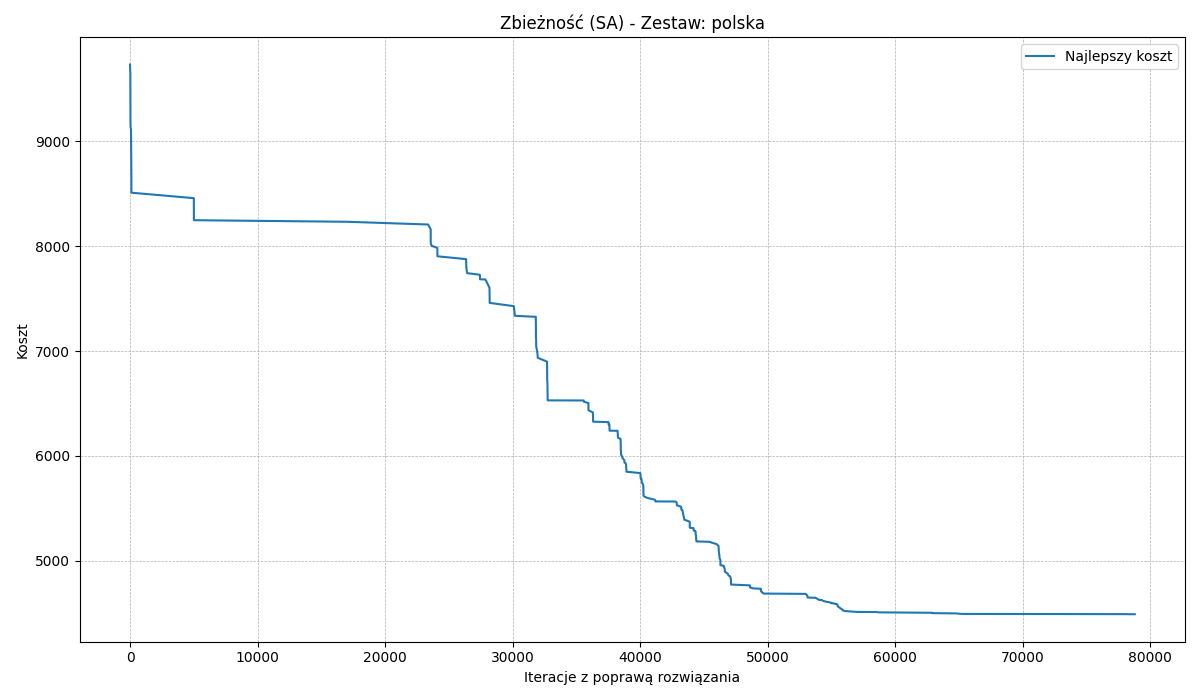 Zbieżność (SA) - Zestaw: polska
Najlepszy koszt
Koszt
9000
8000
7000
6000
5000
0 10000 20000 30000 40000 50000 60000 70000 80000
Iteracje z poprawą rozwiązania